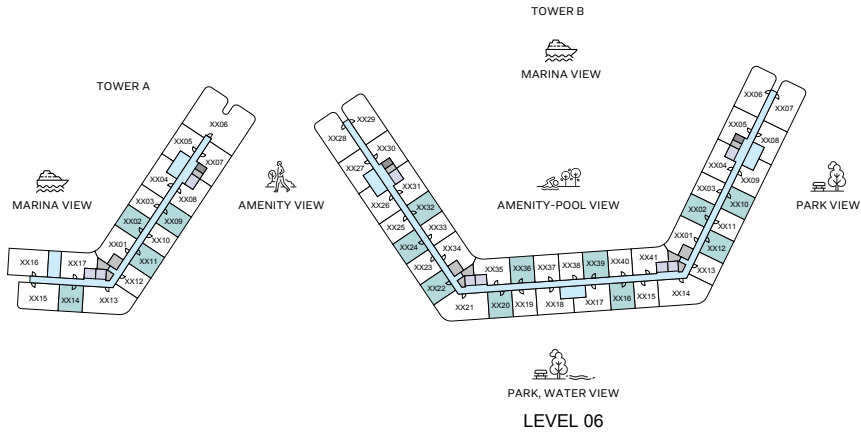 TOWER B
MARINA VIEW
TOWER A
XX06
XX05
XX07
XX04
XX08
XX03
XX02
XX09
XX01
XX10
XX11
XX12
XX16
XX17
XX15
XX14
XX13
MARINA VIEW
AMENITY VIEW
XX29
XX28
XX30
XX27
XX31
XX26
XX32
XX25
XX33
XX24
XX34
XX23
XX22
XX21
XX35
XX36
XX37
XX38
XX39
XX40
XX41
XX20
XX19
XX18
XX17
XX16
XX15
XX14
XX06
XX07
XX05
XX08
XX04
XX09
XX03
XX10
XX02
XX11
XX01
XX12
XX13
AMENITY-POOL VIEW
PARK VIEW
PARK, WATER VIEW
LEVEL 06